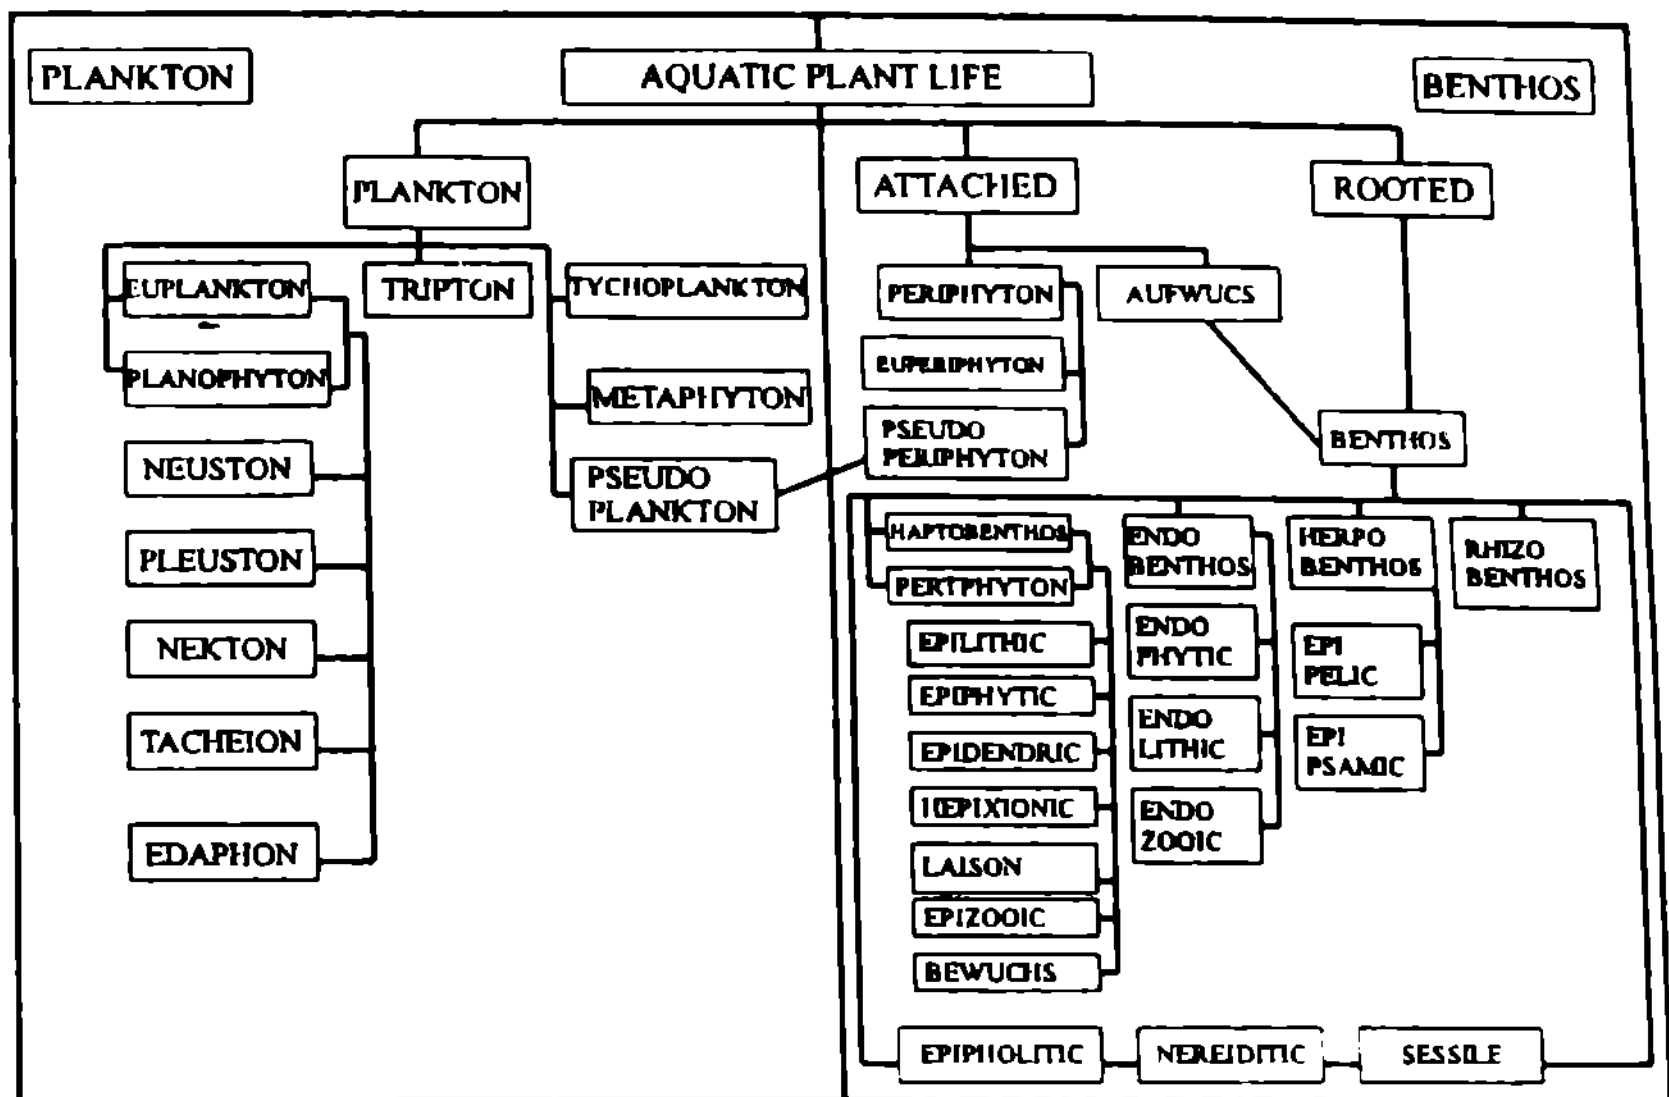 PLANKTON
AQUATIC PLANT LIFE
BENTHOS
PLANKTON
ATTACHED
ROOTED
EUPLANKTON
TRIPTON
TYCHOPLANKTON
PERIPHYTON
AUFWUCS
PLANOPHYTON
METAPHYTON
EUPERIPHYTON
PSEUDO
PERIPHYTON
BENTHOS
NEUSTON
PSEUDO
PLANKTON
PLEUSTON
NEKTON
TACHEION
EDAPHON
HAPTOBENTHOS
PERIPHYTON
EPILITHIC
EPIPHYTIC
EPIDENDRIC
LAISON
EPIZOOIC
BEWUCHS
ENDO
BENTHOS
ENDO
PHYTIC
ENDO
LITHIC
ENDO
ZOOIC
HERPO
BENTHOS
EPI
PELIC
EPI
PSAMIC
RHIZO
BENTHOS
EPIPHOLITIC
NEREIDITIC
SESSILE